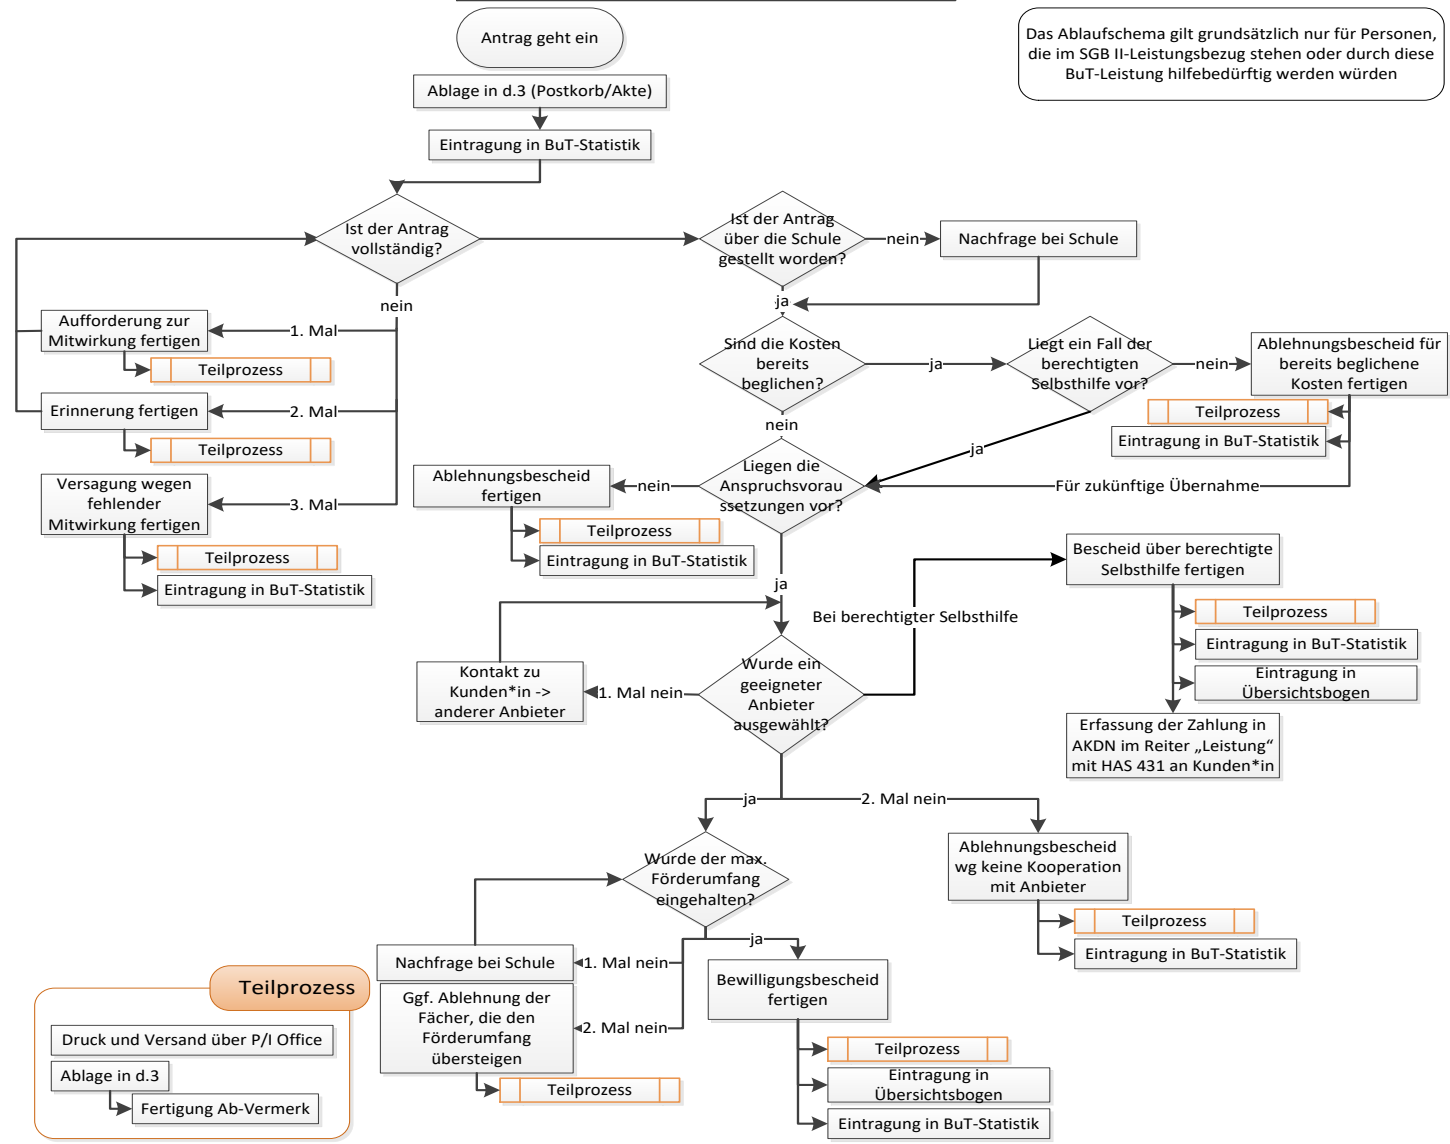 Antrag geht ein
Das Ablaufschema gilt grundsätzlich nur für Personen,
die im SGB II-Leistungsbezug stehen oder durch diese
BuT-Leistung hilfebedürftig werden würden
Ablage in d.3 (Postkorb/Akte)
Eintragung in BuT-Statistik
Ist der Antrag
vollständig?
Ist der Antrag
über die Schule
gestellt worden?
nein
Nachfrage bei Schule
nein
ja
Aufforderung zur
Mitwirkung fertigen
1. Mal
Teilprozess
Sind die Kosten
bereits
beglichen?
ja
Liegt ein Fall der
berechtigten
Selbsthilfe vor?
nein
Ablehnungsbescheid für
bereits beglichene
Kosten fertigen
Teilprozess
Eintragung in BuT-Statistik
Erinnerung fertigen
2. Mal
Teilprozess
nein
ja
Versagung wegen
fehlender
Mitwirkung fertigen
3. Mal
Teilprozess
Eintragung in BuT-Statistik
Ablehnungsbescheid
fertigen
nein
Liegen die
Anspruchsvorau
ssetzungen vor?
Für zukünftige Übernahme
Teilprozess
Eintragung in BuT-Statistik
ja
Bescheid über berechtigte
Selbsthilfe fertigen
Bei berechtigter Selbsthilfe
Teilprozess
Eintragung in BuT-Statistik
Eintragung in
Übersichtsbogen
Erfassung der Zahlung in
AKDN im Reiter „Leistung“
mit HAS 431 an Kunden*in
Kontakt zu
Kunden*in ->
anderer Anbieter
1. Mal nein
Wurde ein
geeigneter
Anbieter
ausgewählt?
ja
2. Mal nein
Wurde der max.
Förderumfang
eingehalten?
Ablehnungsbescheid
wg keine Kooperation
mit Anbieter
Teilprozess
Eintragung in BuT-Statistik
ja
Nachfrage bei Schule
1. Mal nein
Ggf. Ablehnung der
Fächer, die den
Förderumfang
übersteigen
2. Mal nein
Teilprozess
Bewilligungsbescheid
fertigen
Teilprozess
Eintragung in
Übersichtsbogen
Eintragung in BuT-Statistik
Teilprozess
Druck und Versand über P/I Office
Ablage in d.3
Fertigung Ab-Vermerk